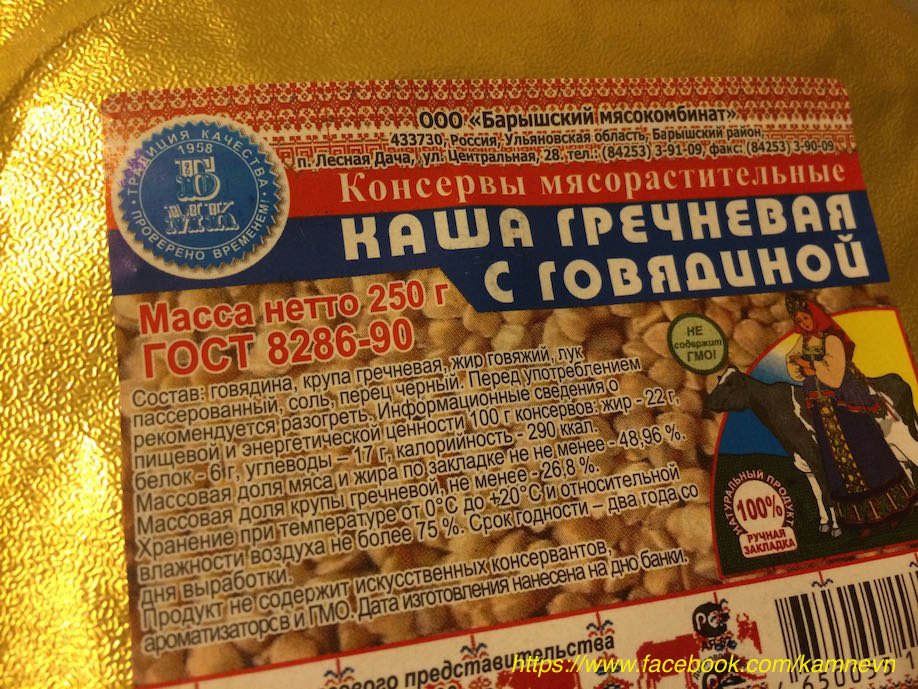 ООО «Барышский мясокомбинат»
433730, Россия, Ульяновская область, Барышский район,
п. Лесная Дача, ул. Центральная, 28. тел.: (84253) 3-91-09, факс: (84253) 3-90-09
ТРАДИЦИЯ КАЧЕСТВА
1958
Б
МК
ПРОВЕРЕНО ВРЕМЕНЕМ!
Консервы мясорастительные
КАША ГРЕЧНЕВАЯ
С ГОВЯДИНОЙ
Масса нетто 250 г
ГОСТ 8286-90
НЕ
содержит
ГМО!
Состав: говядина, крупа гречневая, жир говяжий, лук
пассерованный, соль, перец черный. Перед употреблением
рекомендуется разогреть. Информационные сведения о
пищевой и энергетической ценности 100 г консервов: жир - 22 г,
белок - 6 г, углеводы – 17 г, калорийность - 290 ккал.
Массовая доля мяса и жира по закладке не не менее - 48,96 %.
Массовая доля крупы гречневой, не менее - 26.8 %.
Хранение при температуре от 0°С до +20°С и относительной
влажности воздуха не более 75 %. Срок годности – два года со
дня выработки.
Продукт не содержит искусственных консервантов,
ароматизаторсв и ГМО. Дата изготовления нанесена на дно банки.
НАТУРАЛЬНЫЙ ПРОДУКТ
100%
РУЧНАЯ
ЗАКЛАДКА
ового представительства
https://www.facebook.com/kamnevn